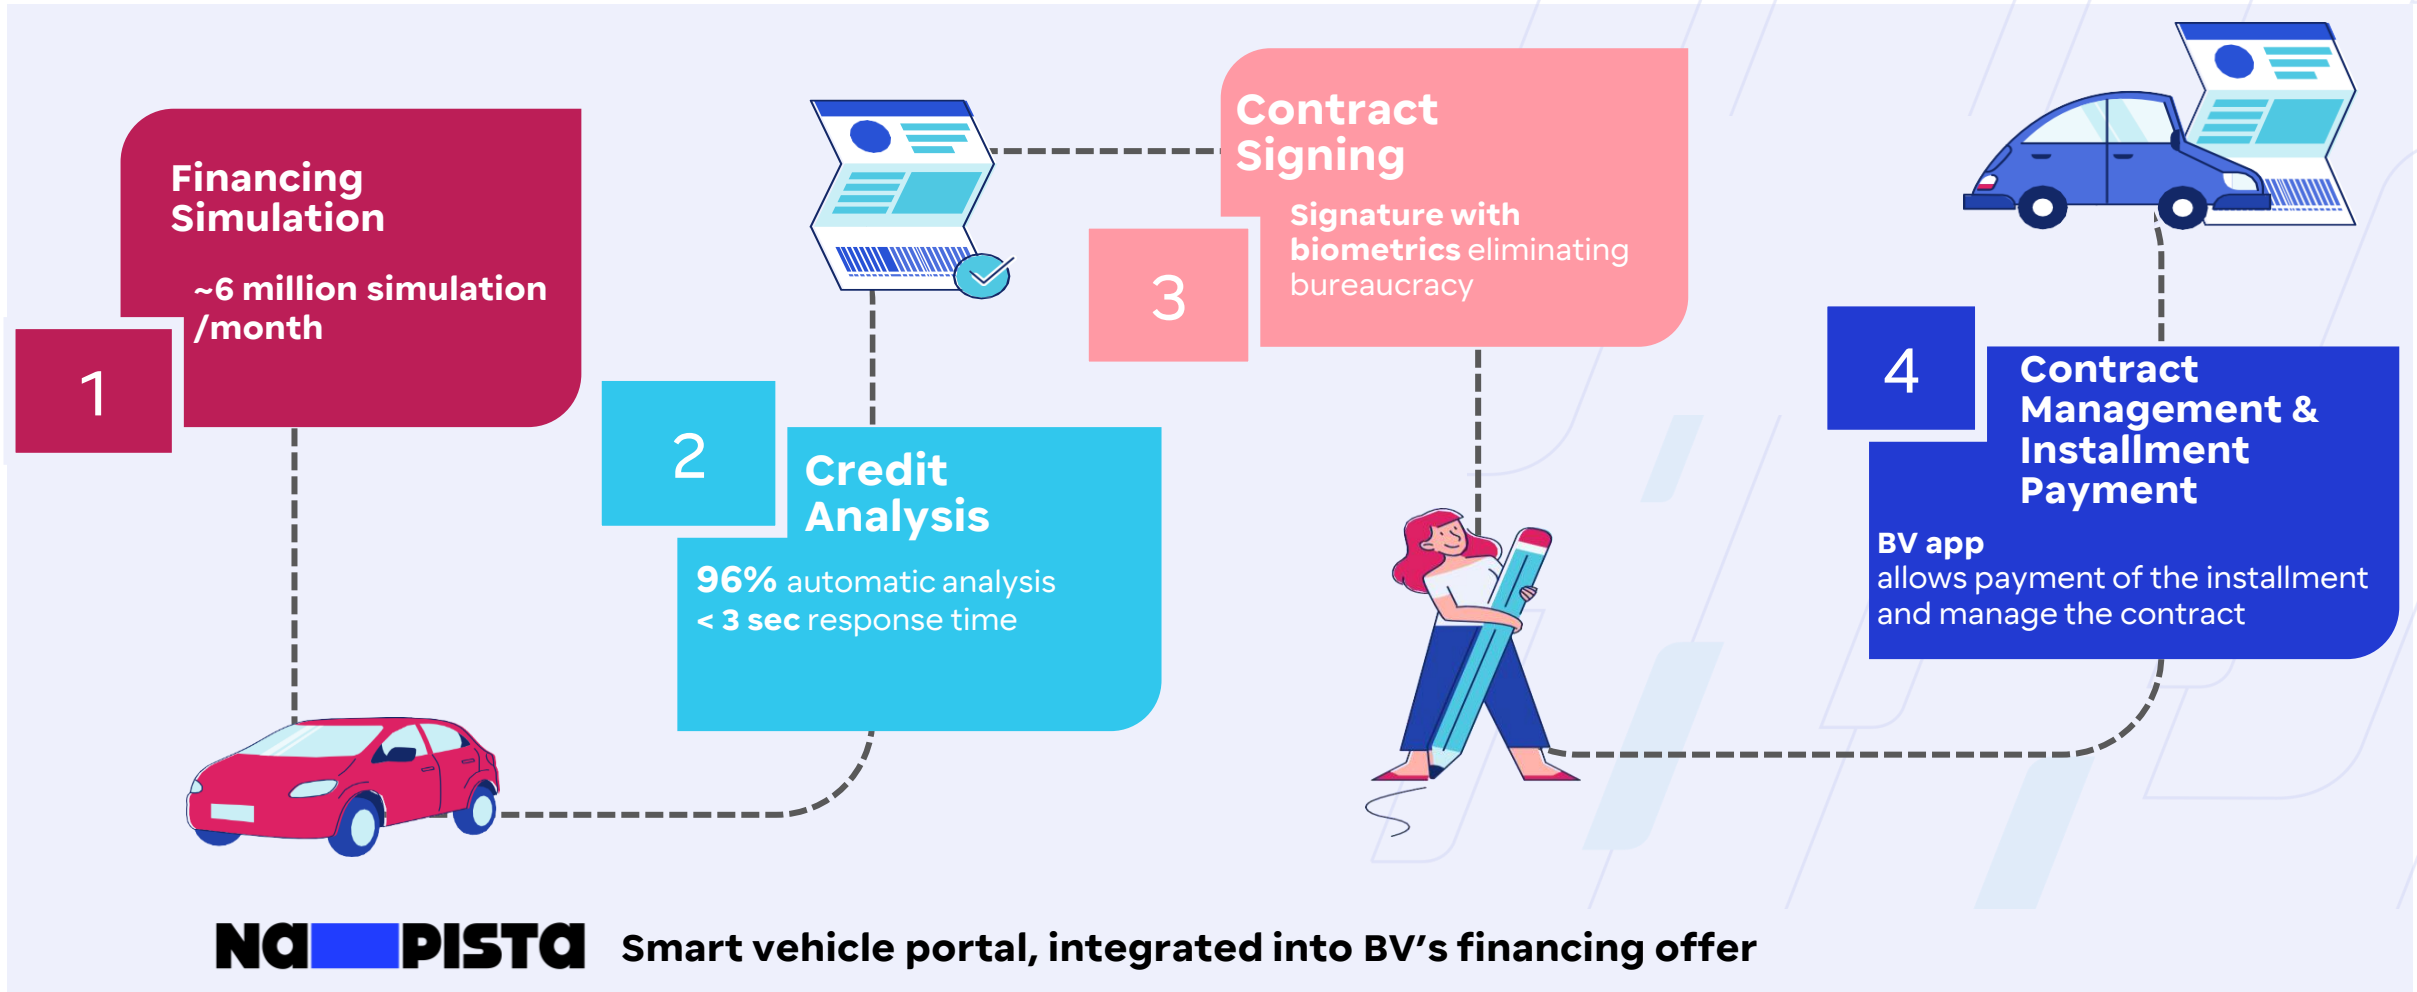 Financing
Simulation
~6 million simulation
/month
1
2
Credit
Analysis
96% automatic analysis
< 3 sec response time
Contract
Signing
Signature with
biometrics eliminating
bureaucracy
3
4
Contract
Management &
Installment
Payment
BV app
allows payment of the installment
and manage the contract
Na PISTa
Smart vehicle portal, integrated into BV’s financing offer